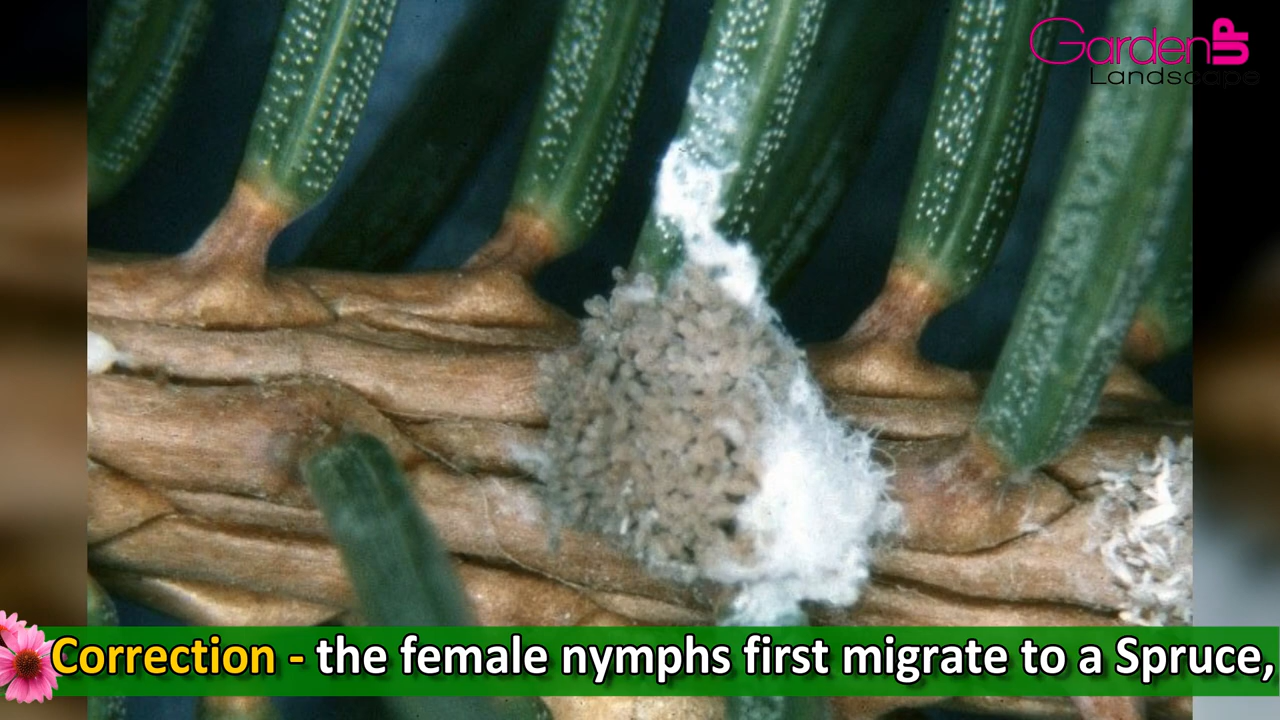 Garden UP
Landscape
Correction - the female nymphs first migrate to a Spruce,